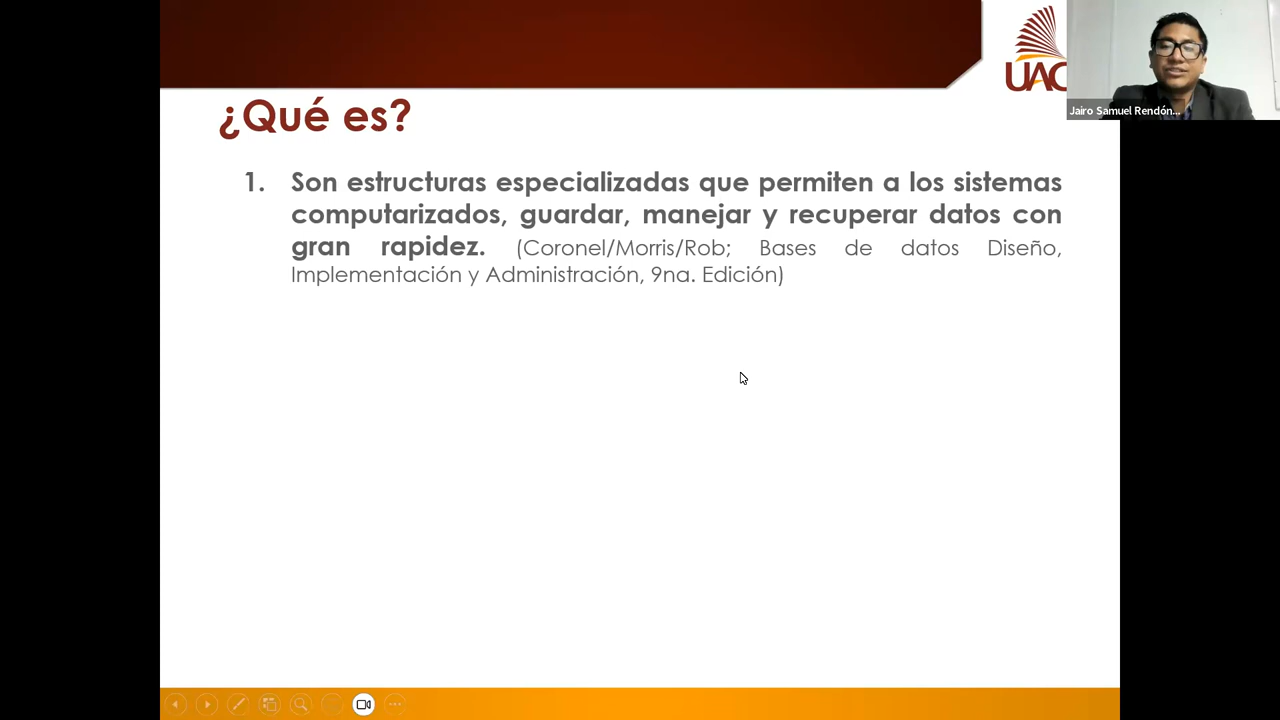 UAC
Jairo Samuel Rendón...
¿Qué es?
1. Son estructuras especializadas que permiten a los sistemas
computarizados, guardar, manejar y recuperar datos con
gran rapidez. (Coronel/Morris/Rob; Bases de datos Diseño,
Implementación y Administración, 9na. Edición)